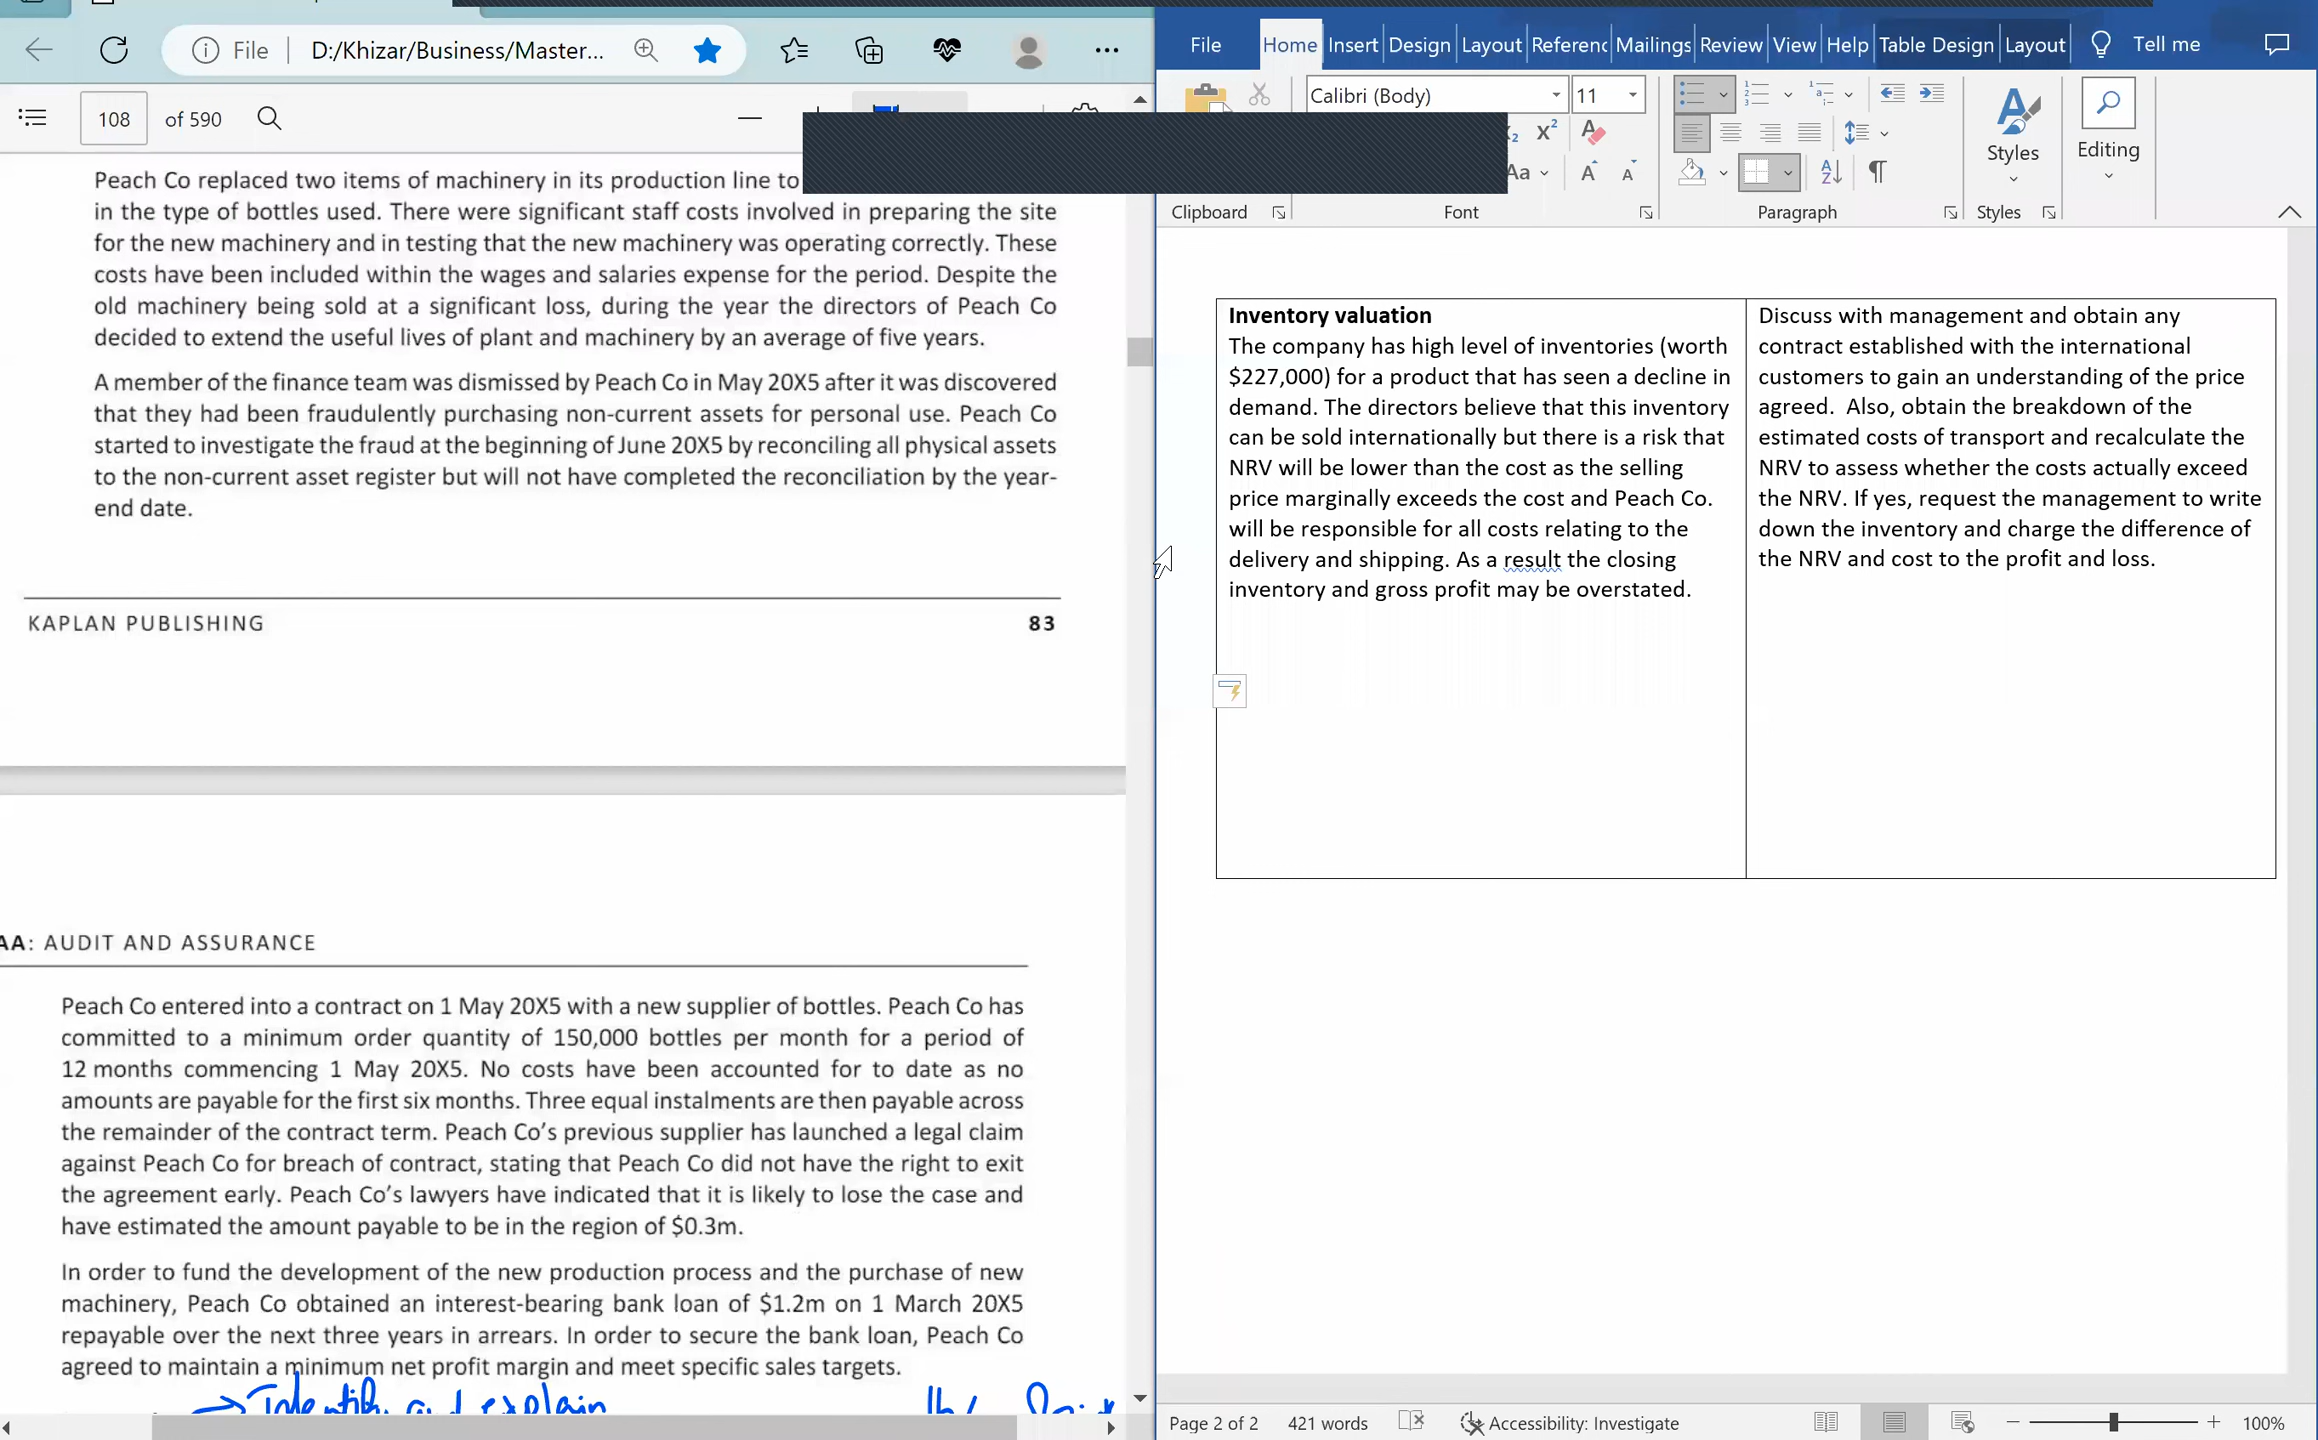 File
D:/Khizar/Business/Master...
108 of 590
Peach Co replaced two items of machinery in its production line to
in the type of bottles used. There were significant staff costs involved in preparing the site
for the new machinery and in testing that the new machinery was operating correctly. These
costs have been included within the wages and salaries expense for the period. Despite the
old machinery being sold at a significant loss, during the year the directors of Peach Co
decided to extend the useful lives of plant and machinery by an average of five years.
A member of the finance team was dismissed by Peach Co in May 20X5 after it was discovered
that they had been fraudulently purchasing non-current assets for personal use. Peach Co
started to investigate the fraud at the beginning of June 20X5 by reconciling all physical assets
to the non-current asset register but will not have completed the reconciliation by the year-
end date.
KAPLAN PUBLISHING 83
AA: AUDIT AND ASSURANCE
Peach Co entered into a contract on 1 May 20X5 with a new supplier of bottles. Peach Co has
committed to a minimum order quantity of 150,000 bottles per month for a period of
12 months commencing 1 May 20X5. No costs have been accounted for to date as no
amounts are payable for the first six months. Three equal instalments are then payable across
the remainder of the contract term. Peach Co's previous supplier has launched a legal claim
against Peach Co for breach of contract, stating that Peach Co did not have the right to exit
the agreement early. Peach Co's lawyers have indicated that it is likely to lose the case and
have estimated the amount payable to be in the region of $0.3m.
In order to fund the development of the new production process and the purchase of new
machinery, Peach Co obtained an interest-bearing bank loan of $1.2m on 1 March 20X5
repayable over the next three years in arrears. In order to secure the bank loan, Peach Co
agreed to maintain a minimum net profit margin and meet specific sales targets.
→ Identify and explain
File Home Insert Design Layout Referenc Mailings Review View Help Table Design Layout Tell me
Calibri (Body) 11
Aa
Styles
Editing
Clipboard Font Paragraph Styles
Inventory valuation
The company has high level of inventories (worth
$227,000) for a product that has seen a decline in
demand. The directors believe that this inventory
can be sold internationally but there is a risk that
NRV will be lower than the cost as the selling
price marginally exceeds the cost and Peach Co.
will be responsible for all costs relating to the
delivery and shipping. As a result the closing
inventory and gross profit may be overstated.
Discuss with management and obtain any
contract established with the international
customers to gain an understanding of the price
agreed.  Also, obtain the breakdown of the
estimated costs of transport and recalculate the
NRV to assess whether the costs actually exceed
the NRV. If yes, request the management to write
down the inventory and charge the difference of
the NRV and cost to the profit and loss.
Page 2 of 2 421 words Accessibility: Investigate 100%